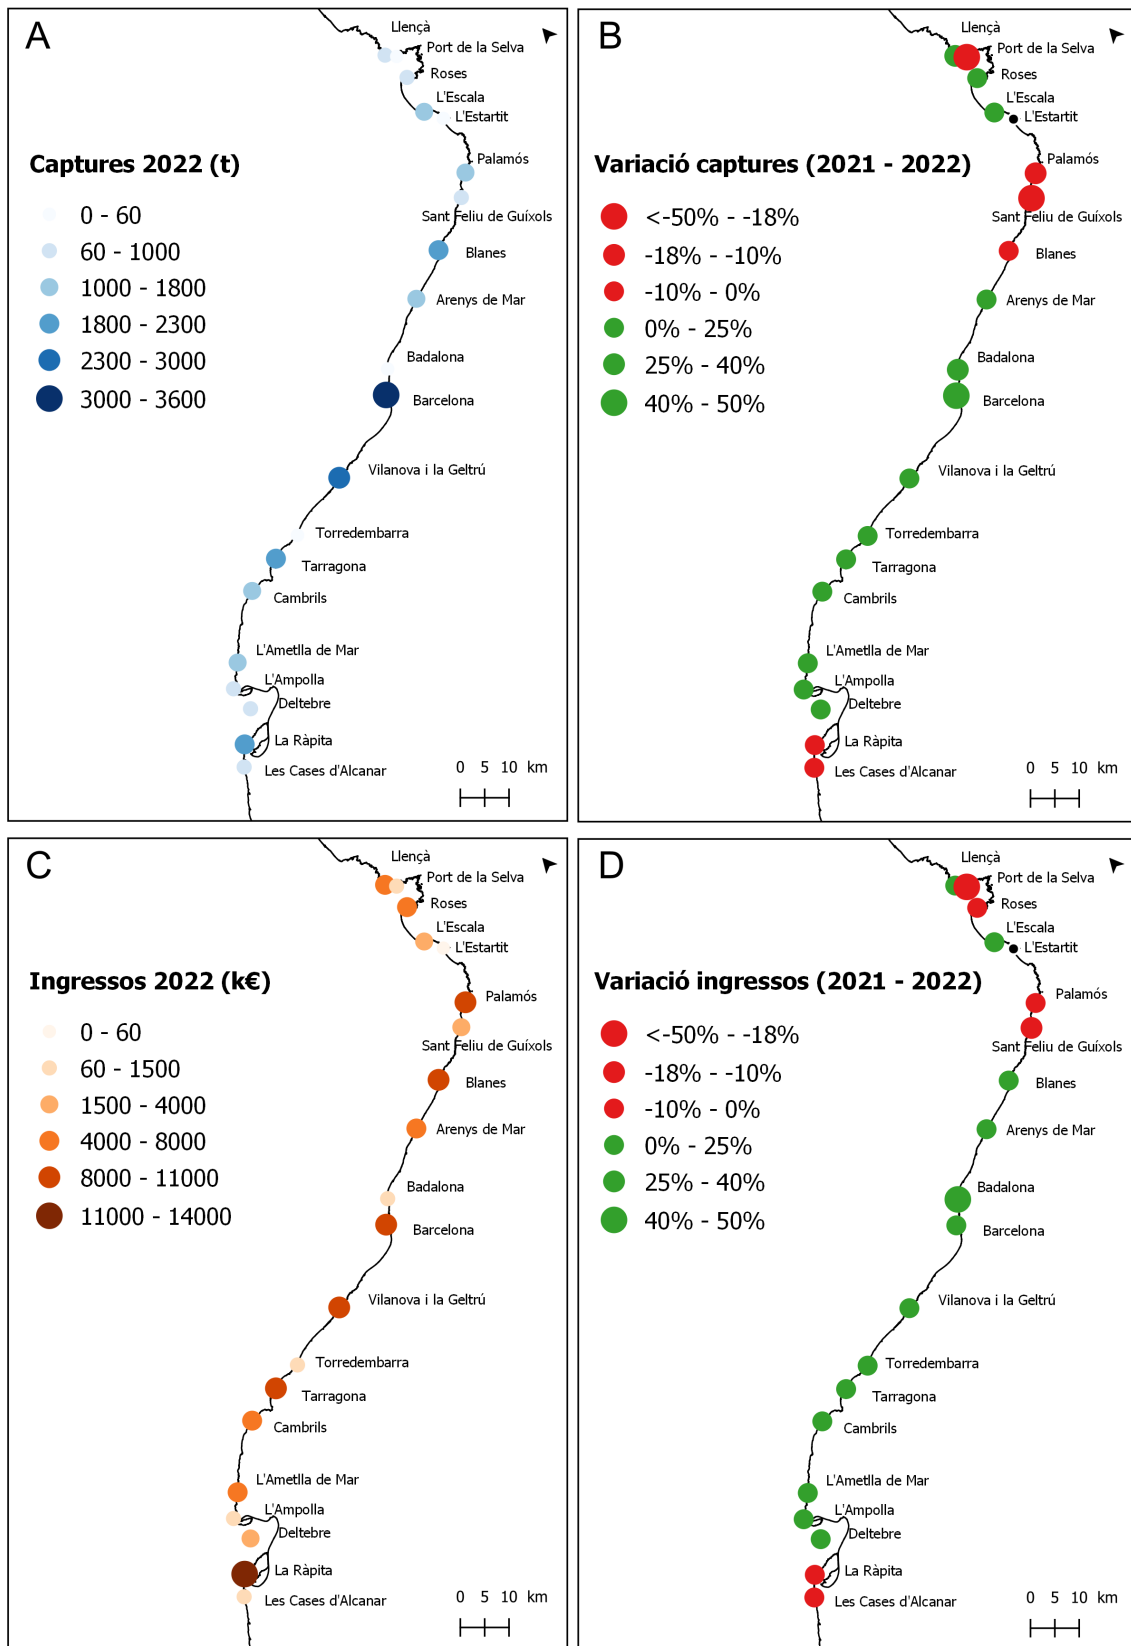 A
Llençà
Port de la Selva
Roses
L'Escala
L'Estartit
Captures 2022 (t)
Palamós
0 - 60
Sant Feliu de Guíxols
60 - 1000
Blanes
1000 - 1800
Arenys de Mar
1800 - 2300
2300 - 3000
Badalona
3000 - 3600
Barcelona
Vilanova i la Geltrú
Torredembarra
Tarragona
Cambrils
L'Ametlla de Mar
L'Ampolla
Deltebre
La Ràpita
Les Cases d'Alcanar
0 5 10 km
B
Llençà
Port de la Selva
Roses
L'Escala
L'Estartit
Variació captures (2021 - 2022)
Palamós
<-50% - -18%
Sant Feliu de Guíxols
-18% - -10%
Blanes
-10% - 0%
Arenys de Mar
0% - 25%
25% - 40%
Badalona
40% - 50%
Barcelona
Vilanova i la Geltrú
Torredembarra
Tarragona
Cambrils
L'Ametlla de Mar
L'Ampolla
Deltebre
La Ràpita
Les Cases d'Alcanar
0 5 10 km
C
Llençà
Port de la Selva
Roses
L'Escala
L'Estartit
Ingressos 2022 (k€)
Palamós
0 - 60
Sant Feliu de Guíxols
60 - 1500
Blanes
1500 - 4000
Arenys de Mar
4000 - 8000
8000 - 11000
Badalona
11000 - 14000
Barcelona
Vilanova i la Geltrú
Torredembarra
Tarragona
Cambrils
L'Ametlla de Mar
L'Ampolla
Deltebre
La Ràpita
Les Cases d'Alcanar
0 5 10 km
D
Llençà
Port de la Selva
Roses
L'Escala
L'Estartit
Variació ingressos (2021 - 2022)
Palamós
<-50% - -18%
Sant Feliu de Guíxols
-18% - -10%
Blanes
-10% - 0%
Arenys de Mar
0% - 25%
25% - 40%
Badalona
40% - 50%
Barcelona
Vilanova i la Geltrú
Torredembarra
Tarragona
Cambrils
L'Ametlla de Mar
L'Ampolla
Deltebre
La Ràpita
Les Cases d'Alcanar
0 5 10 km